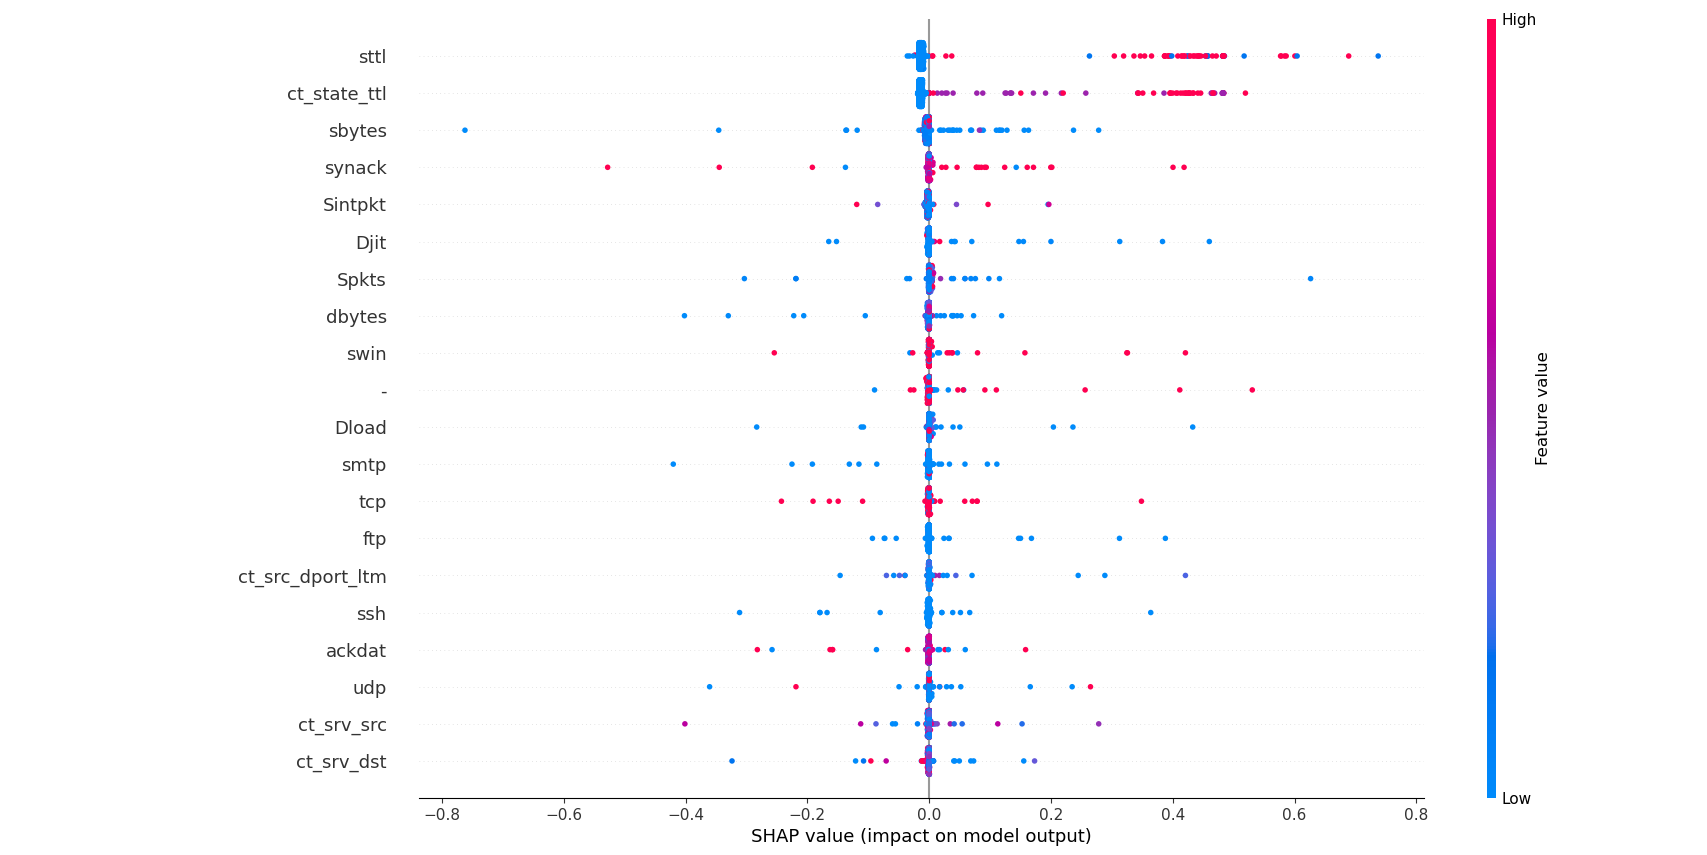 High
sttl
ct_state_ttl
sbytes
synack
Sintpkt
Djit
Spkts
dbytes
swin
-
Dload
smtp
tcp
ftp
ct_src_dport_ltm
ssh
ackdat
udp
ct_srv_src
ct_srv_dst
Feature value
Low
−0.8 −0.6 −0.4 −0.2 0.0 0.2 0.4 0.6 0.8
SHAP value (impact on model output)